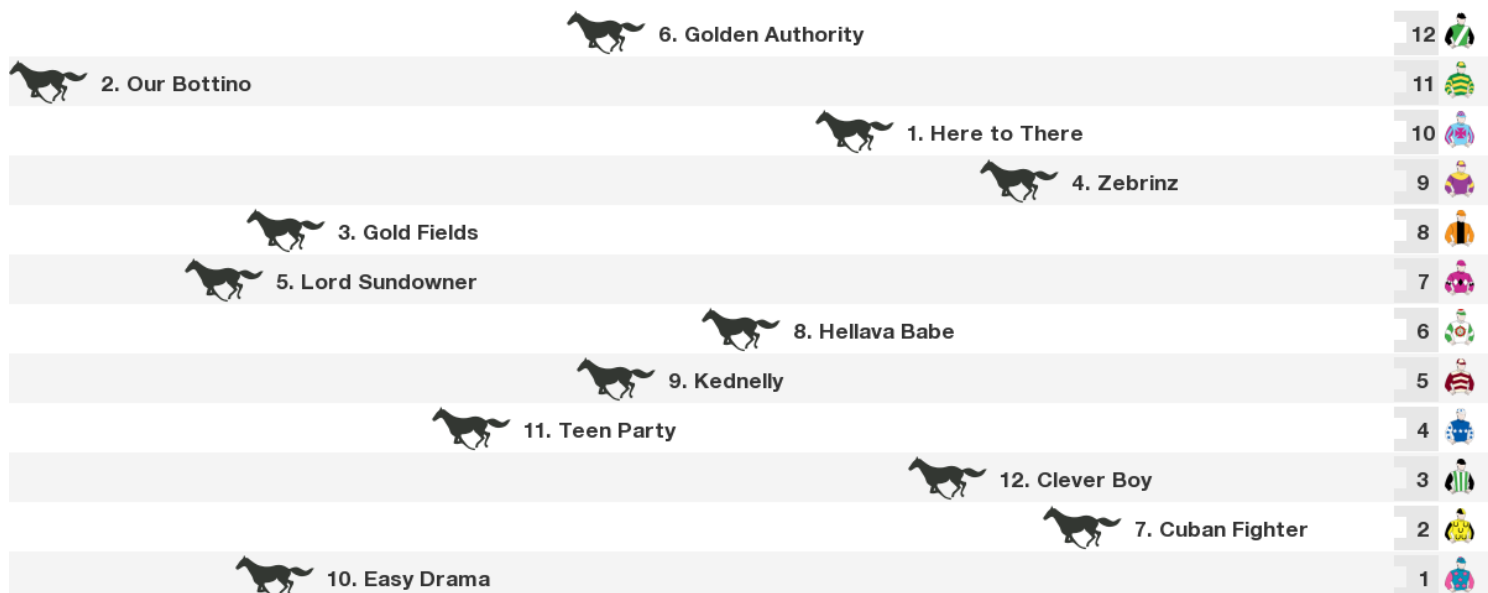 6. Golden Authority 12
2. Our Bottino 11
1. Here to There 10
4. Zebrinz 9
3. Gold Fields 8
5. Lord Sundowner 7
8. Hellava Babe 6
9. Kednelly 5
11. Teen Party 4
12. Clever Boy 3
7. Cuban Fighter 2
10. Easy Drama 1